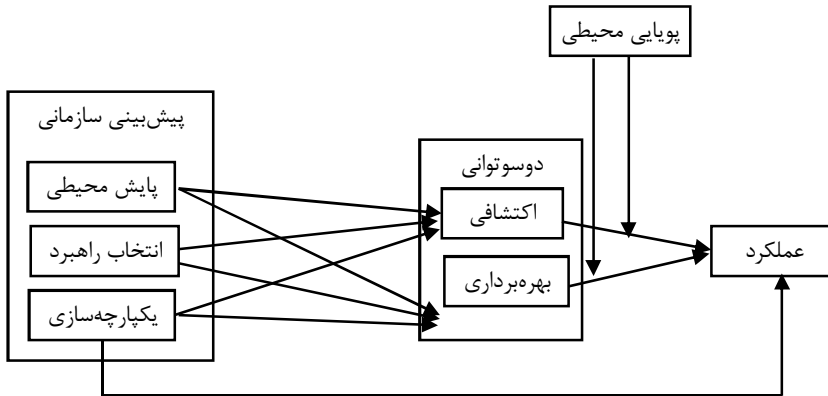 پویایی محیطی
پیش‌بینی سازمانی
پایش محیطی
انتخاب راهبرد
یکپارچه‌سازی
دوسوتوانی
اکتشافی
بهره‌برداری
عملکرد